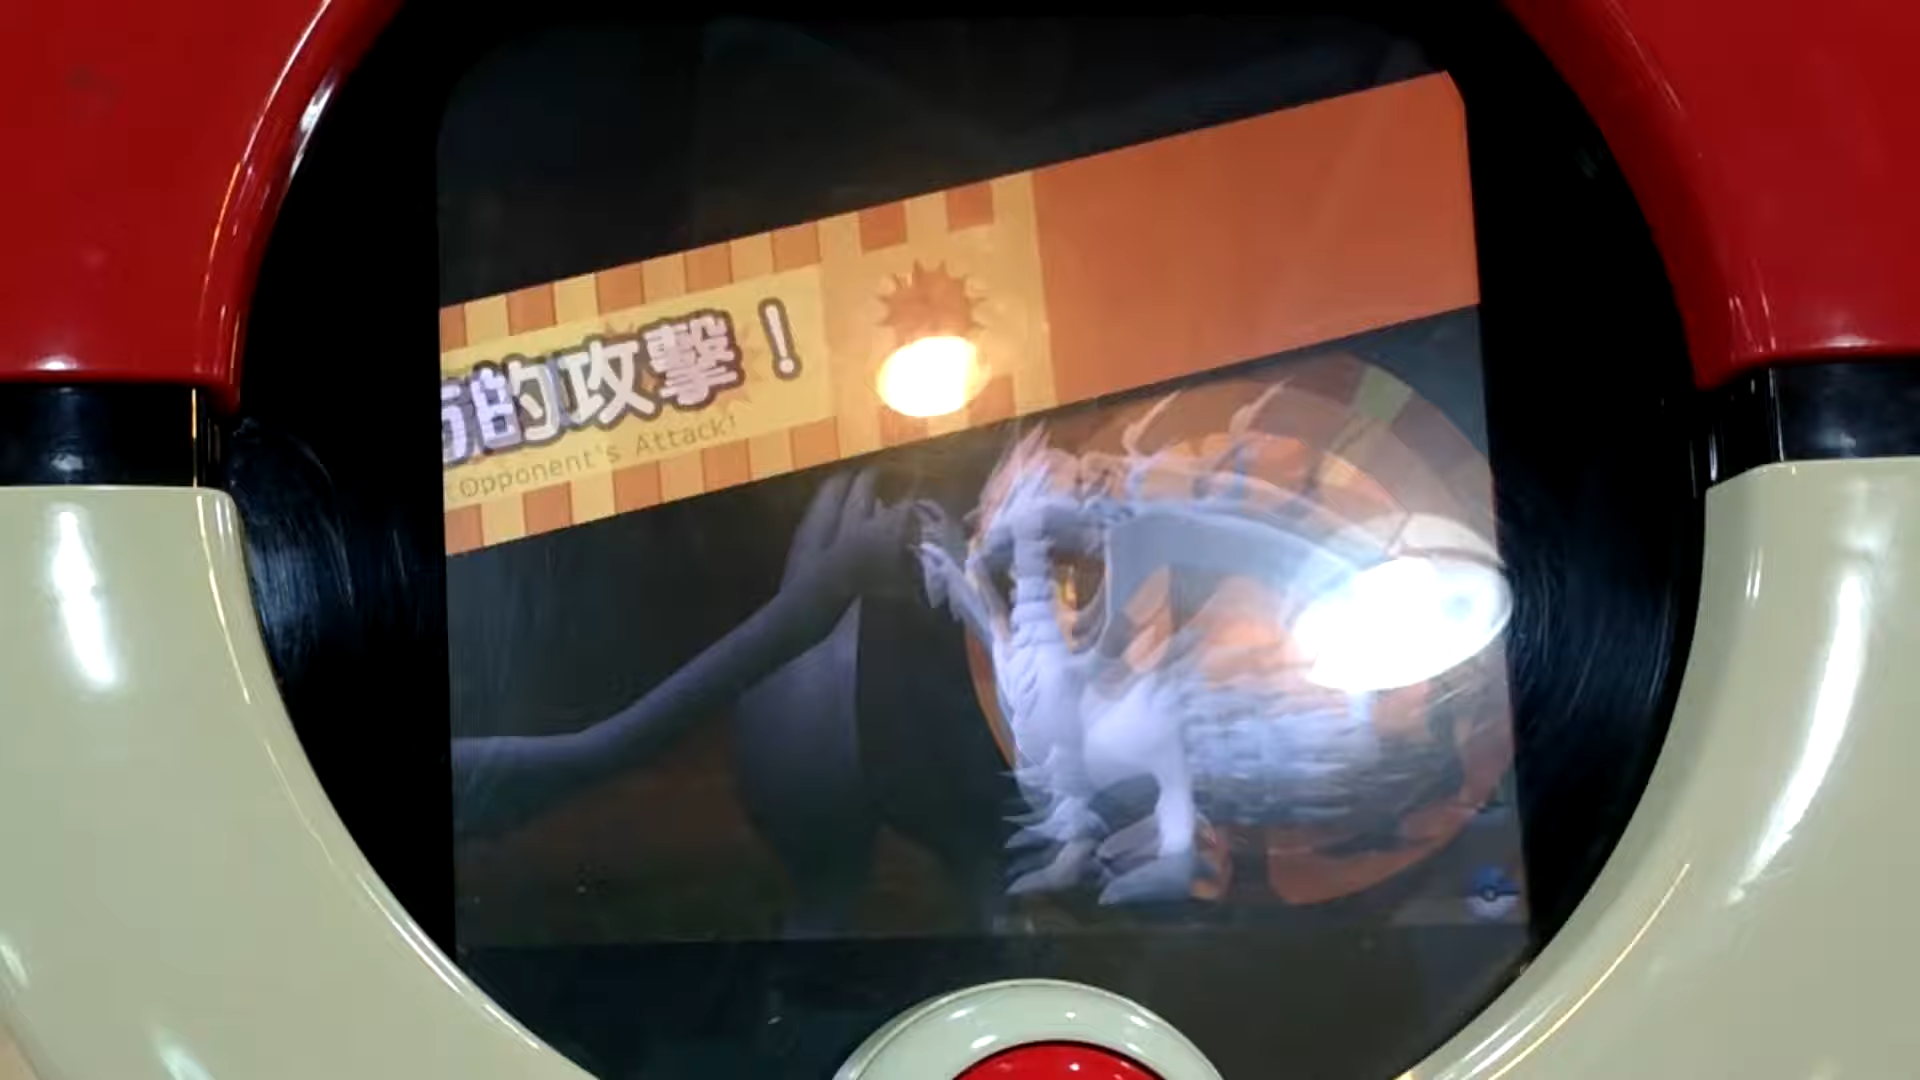 的攻擊！
Opponent's Attack!